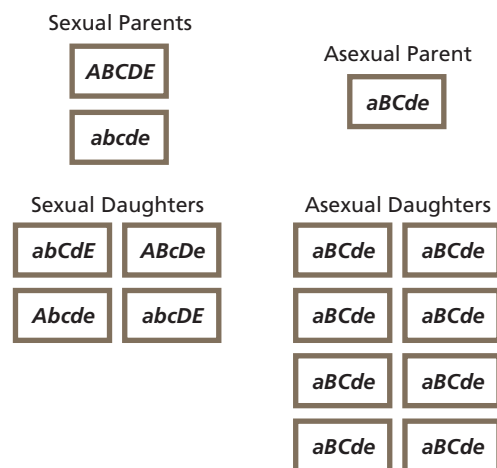 Sexual Parents
ABCDE
abcde
Asexual Parent
aBCde
Sexual Daughters
abCdE ABcDe
Abcde abcDE
Asexual Daughters
aBCde aBCde
aBCde aBCde
aBCde aBCde
aBCde aBCde